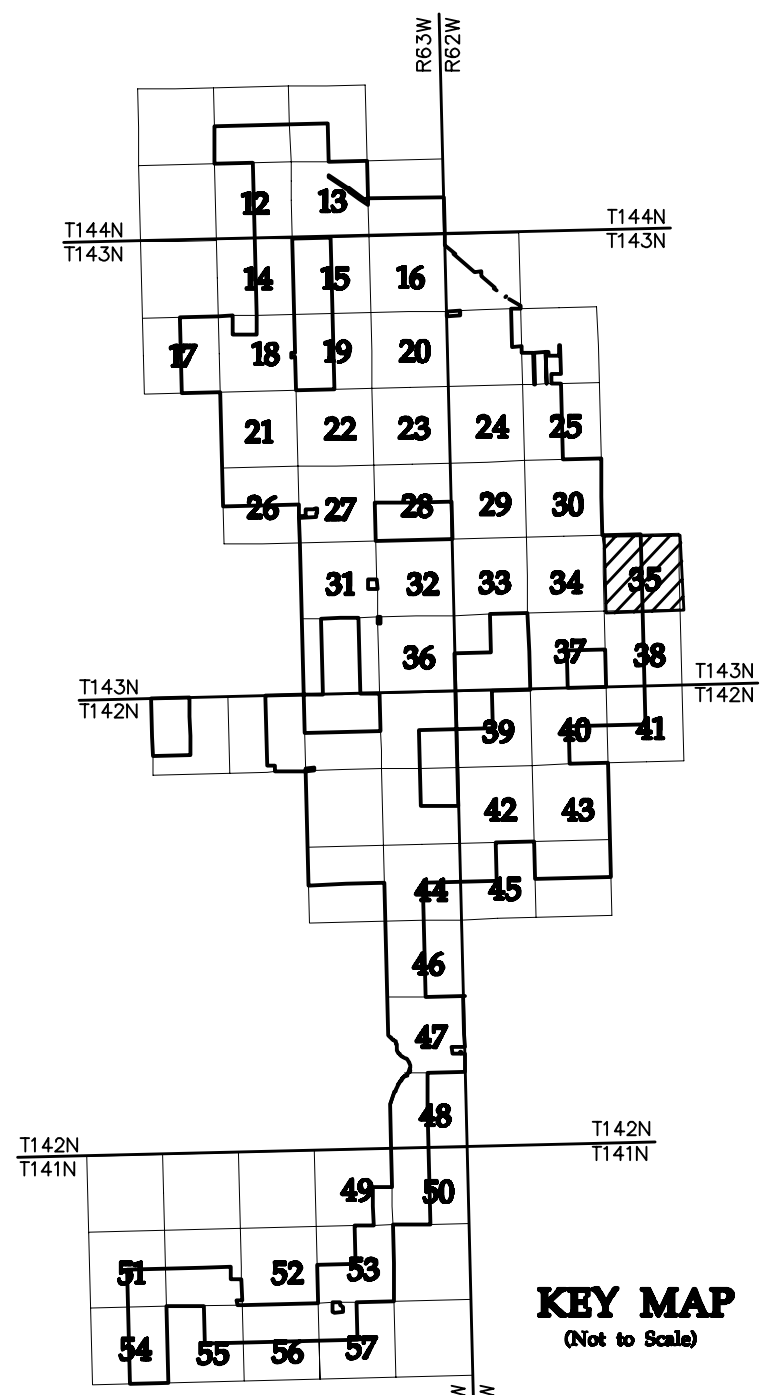 R63W
R62W
12 13
T144N T144N
T143N T143N
14 15 16
17 18 19 20
21 22 23 24 25
26 27 28 29 30
31 32 33 34 35
36 37 38
T143N T143N
T142N T142N
39 40 41
42 43
44 45
46
47
48
T142N T142N
T141N T141N
49 50
51 52 53
54 55 56 57
KEY MAP
(Not to Scale)
W
W